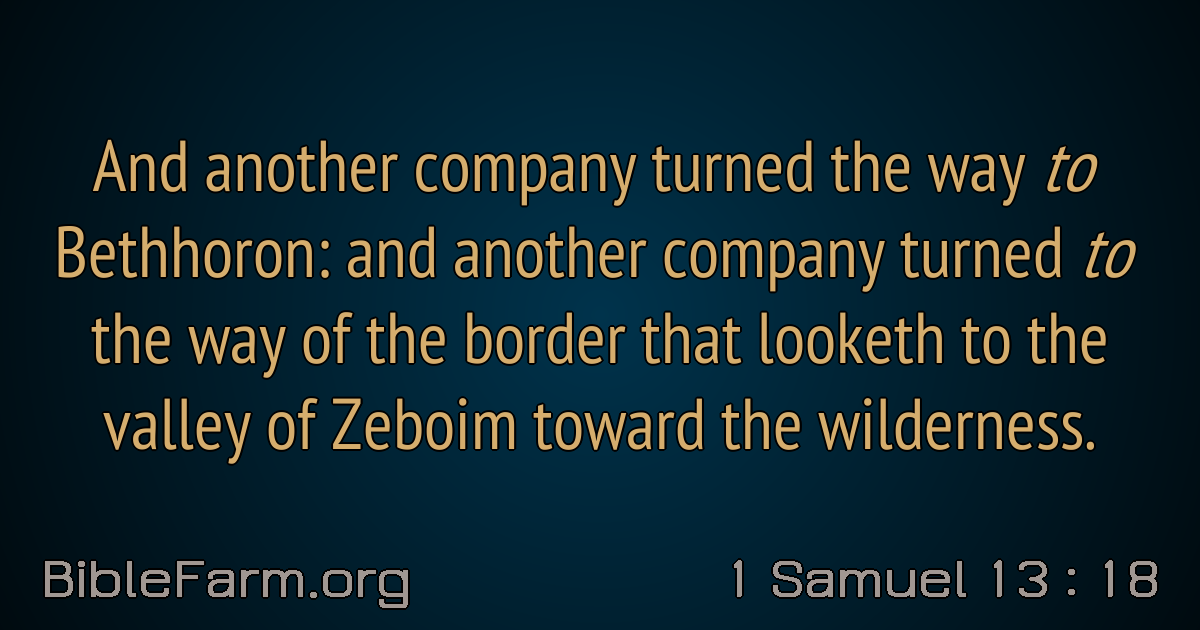 And another company turned the way to
Bethhoron: and another company turned to
the way of the border that looketh to the
valley of Zeboim toward the wilderness.
BibleFarm.org
1 Samuel 13 : 18